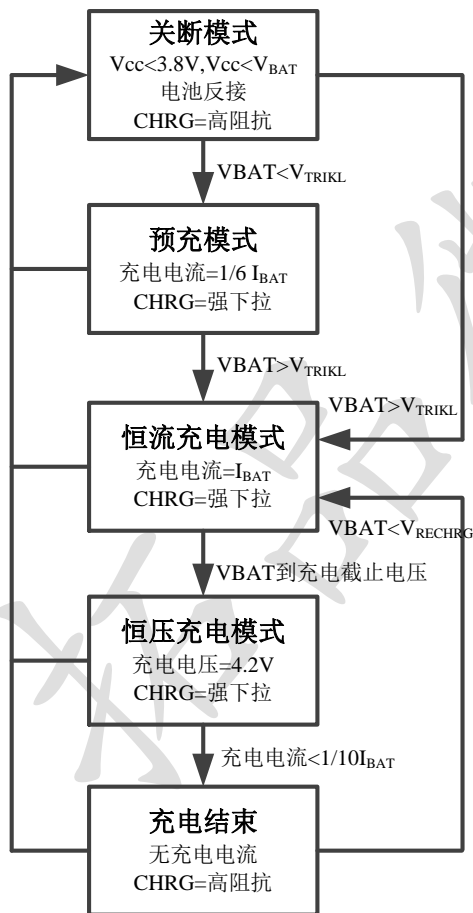 关断模式
Vcc<3.8V,Vcc<VBAT
电池反接
CHRG=高阻抗
VBAT<VTRIKL
预充模式
充电电流=1/6 IBAT
CHRG=强下拉
VBAT>VTRIKL
VBAT>VTRIKL
恒流充电模式
充电电流=IBAT
CHRG=强下拉
VBAT<VRECHRG
VBAT到充电截止电压
恒压充电模式
充电电压=4.2V
CHRG=强下拉
充电电流<1/10IBAT
充电结束
无充电电流
CHRG=高阻抗